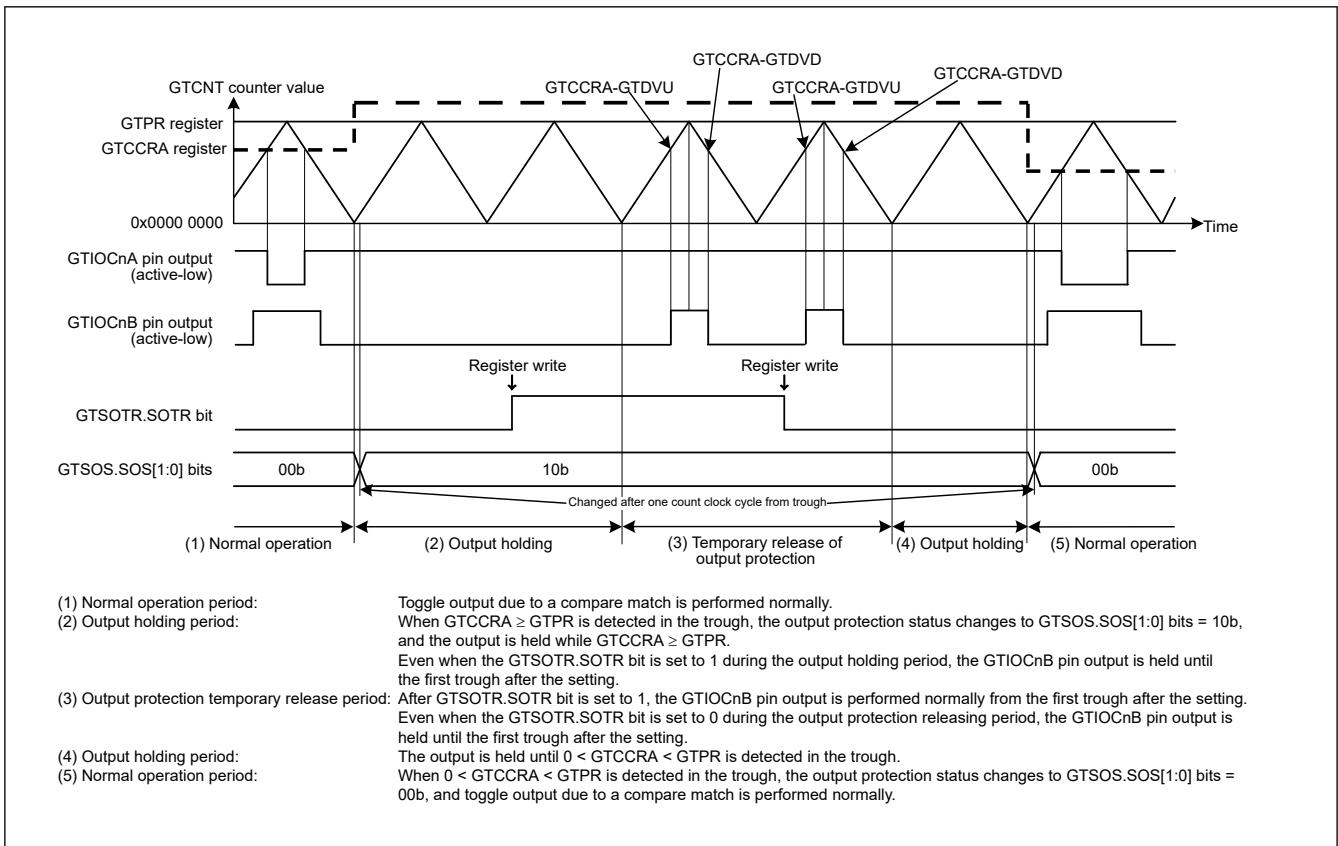 GTCCRA-GTDVD
GTCCRA-GTDVD
GTCNT counter value
GTCCRA-GTDVU
GTCCRA-GTDVU
GTPR register
GTCCRA register
0x0000 0000
Time
GTIOCnA pin output
(active-low)
GTIOCnB pin output
(active-low)
Register write
Register write
GTSOTR.SOTR bit
GTSOS.SOS[1:0] bits
00b
10b
00b
Changed after one count clock cycle from trough
(1) Normal operation
(2) Output holding
(3) Temporary release of
output protection
(4) Output holding
(5) Normal operation
(1) Normal operation period: Toggle output due to a compare match is performed normally.
(2) Output holding period: When GTCCRA ≥ GTPR is detected in the trough, the output protection status changes to GTSOS.SOS[1:0] bits = 10b,
and the output is held while GTCCRA ≥ GTPR.
Even when the GTSOTR.SOTR bit is set to 1 during the output holding period, the GTIOCnB pin output is held until
the first trough after the setting.
(3) Output protection temporary release period: After GTSOTR.SOTR bit is set to 1, the GTIOCnB pin output is performed normally from the first trough after the setting.
Even when the GTSOTR.SOTR bit is set to 0 during the output protection releasing period, the GTIOCnB pin output is
held until the first trough after the setting.
(4) Output holding period: The output is held until 0 < GTCCRA < GTPR is detected in the trough.
(5) Normal operation period: When 0 < GTCCRA < GTPR is detected in the trough, the output protection status changes to GTSOS.SOS[1:0] bits =
00b, and toggle output due to a compare match is performed normally.